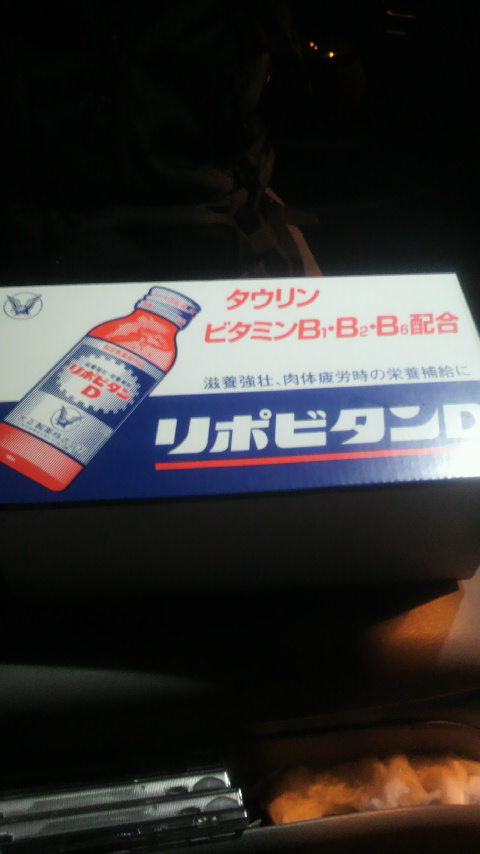 タウリン
ビタミンB₁・B₂・B₆配合
滋養強壮、肉体疲労時の栄養補給に
リポビタンD
リポビタン
D